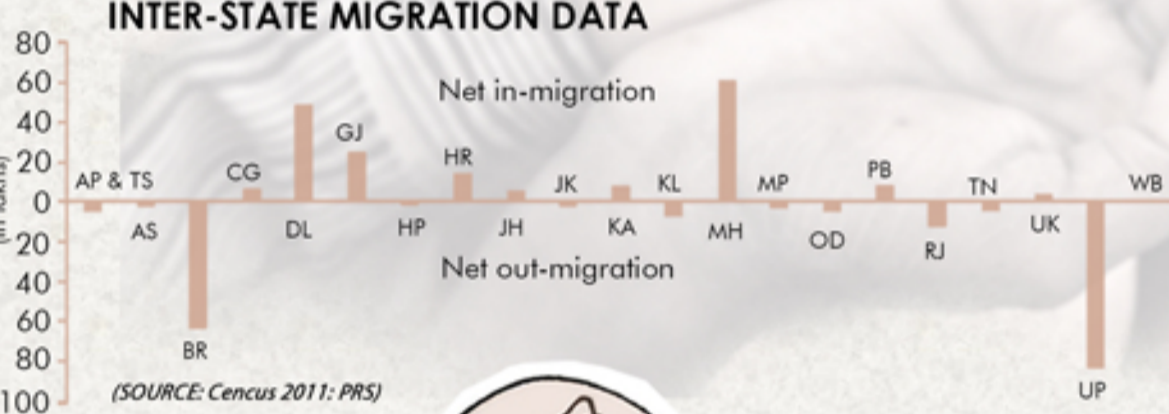 INTER-STATE MIGRATION DATA
80
60
40
20
0
20
40
60
80
100
Net in-migration
Net out-migration
AP & TS
AS
BR
CG
DL
GJ
HP
HR
JH
JK
KA
KL
MH
MP
OD
PB
RJ
TN
UK
UP
WB
(SOURCE: Cencus 2011: PRS)